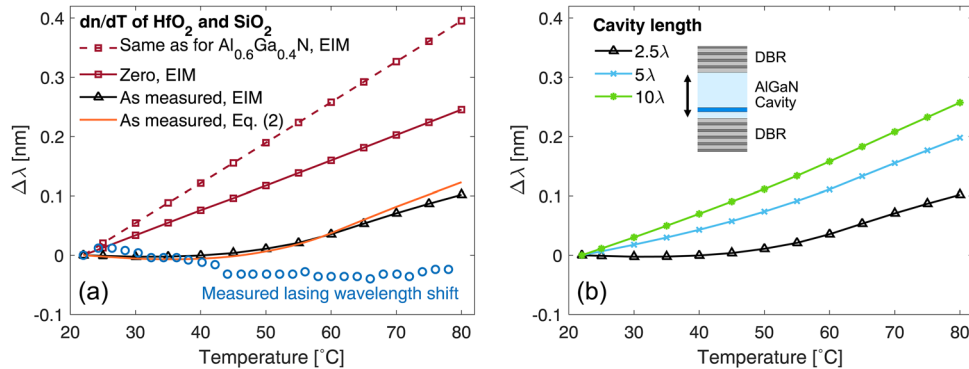 dn/dT of HfO₂ and SiO₂
Same as for Al₀.₆Ga₀.₄N, EIM
Zero, EIM
As measured, EIM
As measured, Eq. (2)
Measured lasing wavelength shift
(a)
Δλ [nm]
0.4
0.3
0.2
0.1
0
-0.1
20 30 40 50 60 70 80
Temperature [°C]
Cavity length
2.5λ
5λ
10λ
DBR
AlGaN
Cavity
DBR
(b)
Δλ [nm]
0.4
0.3
0.2
0.1
0
-0.1
20 30 40 50 60 70 80
Temperature [°C]